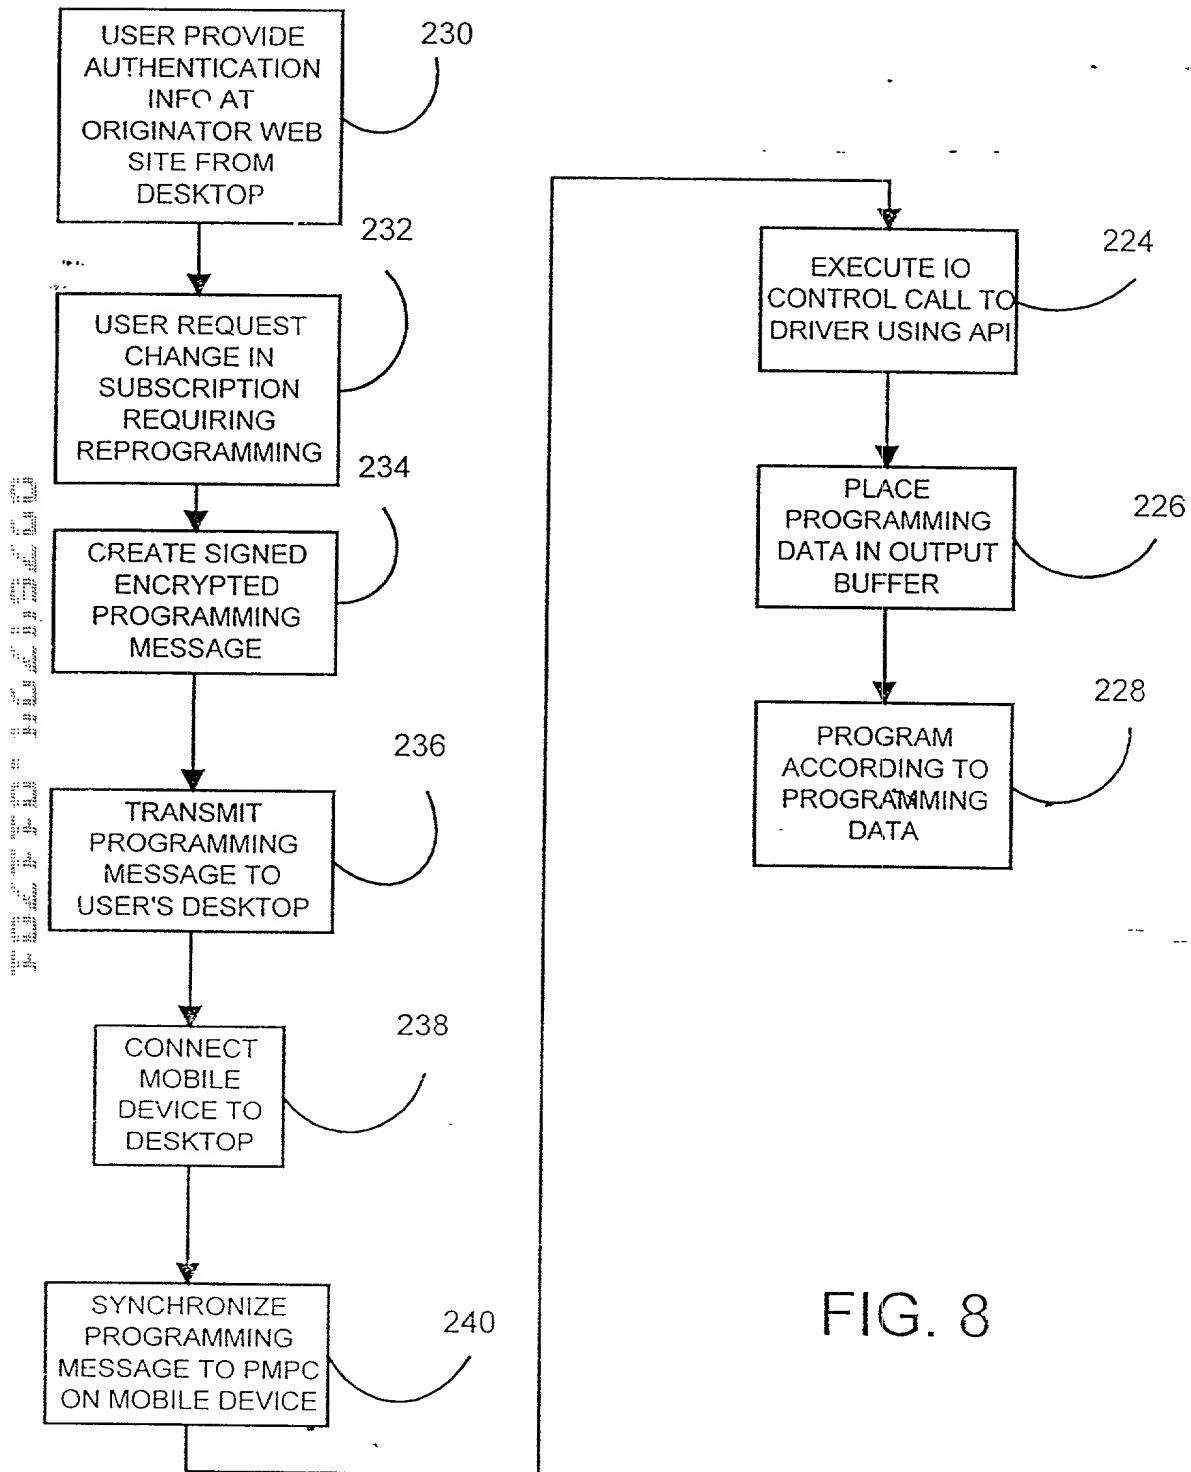 USER PROVIDE
AUTHENTICATION
INFO AT
ORIGINATOR WEB
SITE FROM
DESKTOP
230
USER REQUEST
CHANGE IN
SUBSCRIPTION
REQUIRING
REPROGRAMMING
232
CREATE SIGNED
ENCRYPTED
PROGRAMMING
MESSAGE
234
TRANSMIT
PROGRAMMING
MESSAGE TO
USER'S DESKTOP
236
CONNECT
MOBILE
DEVICE TO
DESKTOP
238
SYNCHRONIZE
PROGRAMMING
MESSAGE TO PMPC
ON MOBILE DEVICE
240
EXECUTE IO
CONTROL CALL TO
DRIVER USING API
224
PLACE
PROGRAMMING
DATA IN OUTPUT
BUFFER
226
PROGRAM
ACCORDING TO
PROGRAMMING
DATA
228
FIG. 8